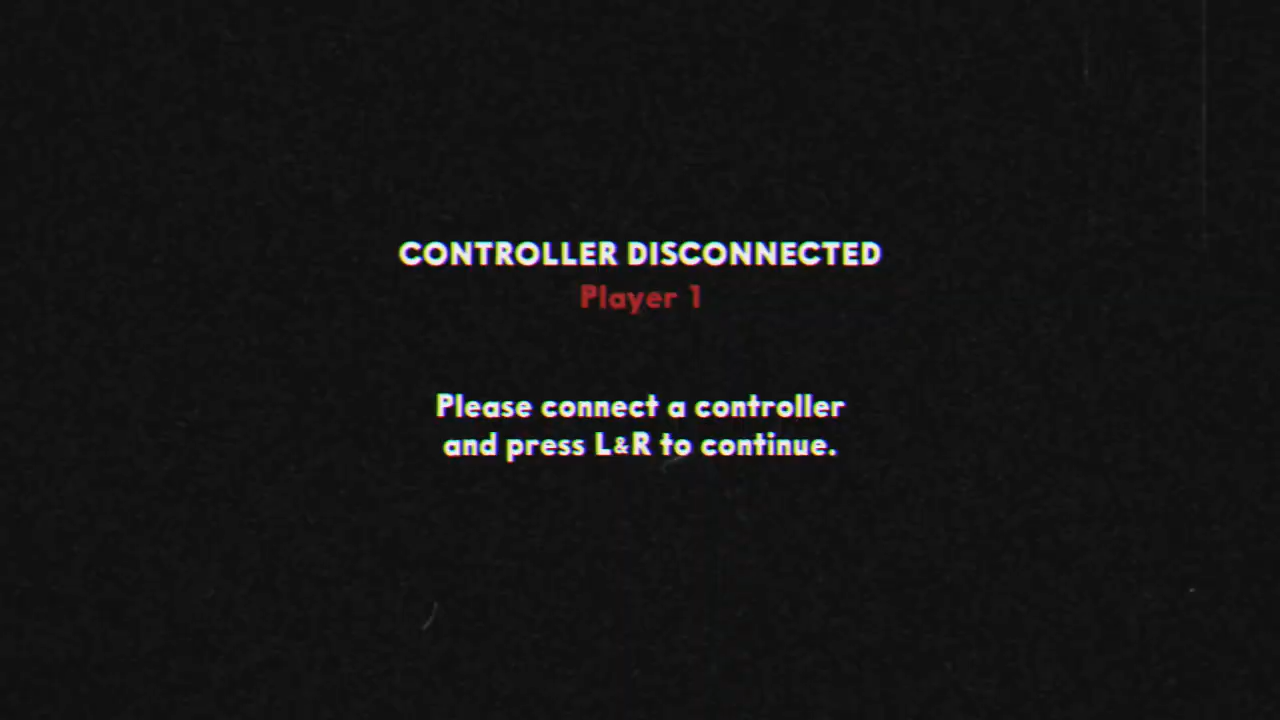 CONTROLLER DISCONNECTED
Player 1
Please connect a controller
and press L&R to continue.